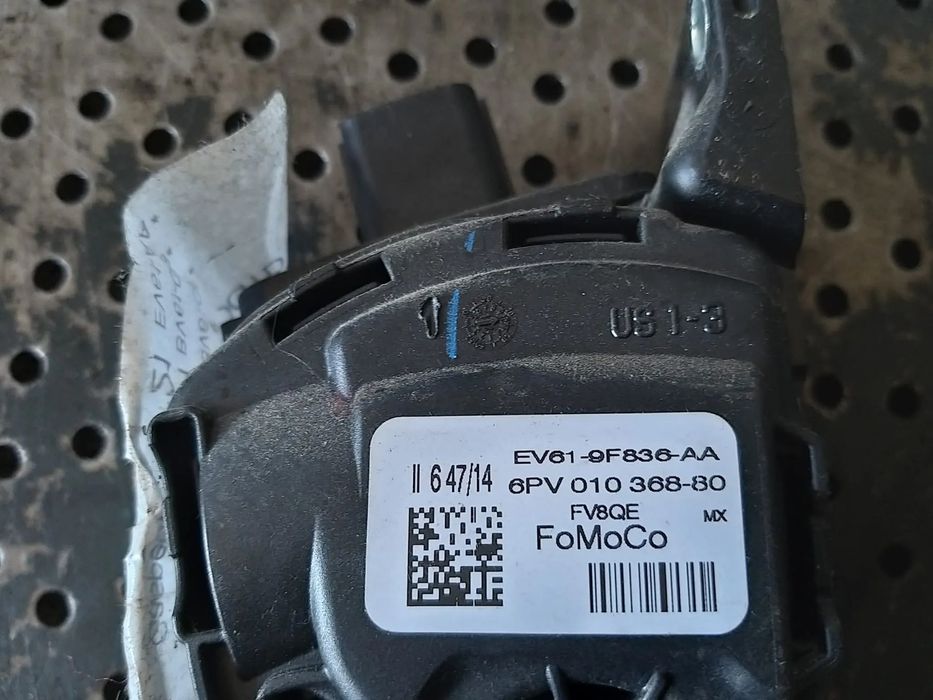 US 1-3
EV61-9F836-AA
II 6 47/14
6PV 010 368-80
FV8QE
MX
FoMoCo